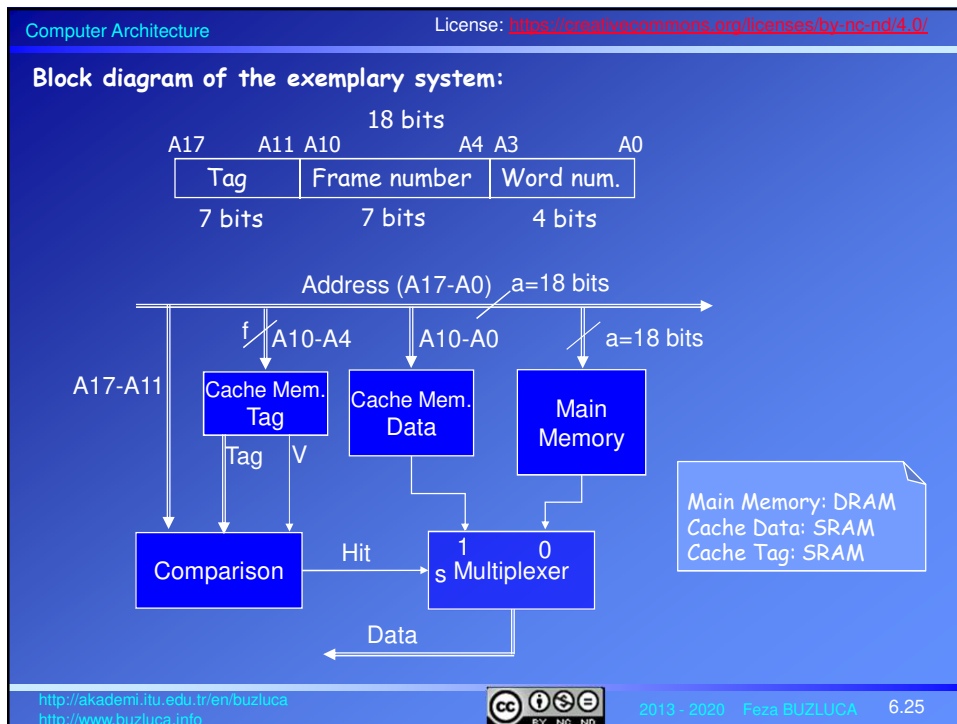 Computer Architecture License: https://creativecommons.org/licenses/by-nc-nd/4.0/
Block diagram of the exemplary system:
18 bits
A17 A11 A10 A4 A3 A0
Tag Frame number Word num.
7 bits 7 bits 4 bits
Address (A17-A0) a=18 bits
f A10-A4 A10-A0 a=18 bits
A17-A11
Cache Mem.
Tag
Cache Mem.
Data
Main
Memory
Tag V
Main Memory: DRAM
Cache Data: SRAM
Cache Tag: SRAM
Comparison
Hit
1 0
s Multiplexer
Data
http://akademi.itu.edu.tr/en/buzluca
http://www.buzluca.info
cc
BY NC ND
2013 - 2020 Feza BUZLUCA 6.25